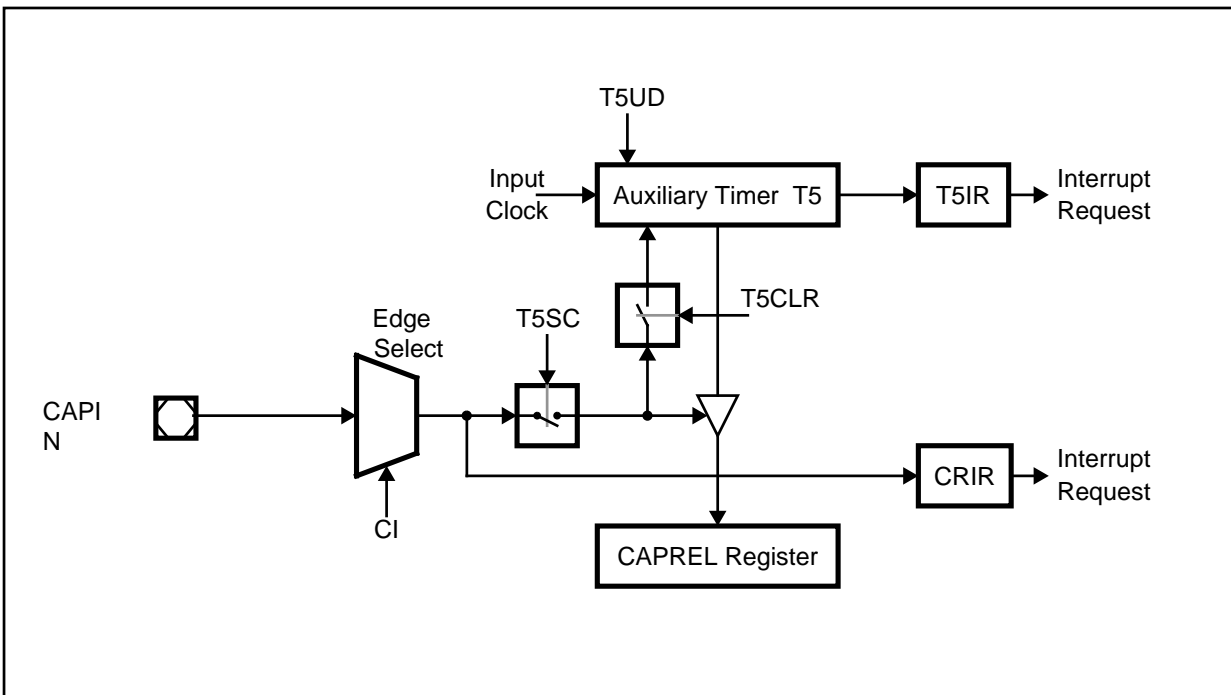 T5UD
Input
Clock
Auxiliary Timer T5
T5IR
Interrupt
Request
T5CLR
Edge
Select
T5SC
CAPI
N
CI
CRIR
Interrupt
Request
CAPREL Register